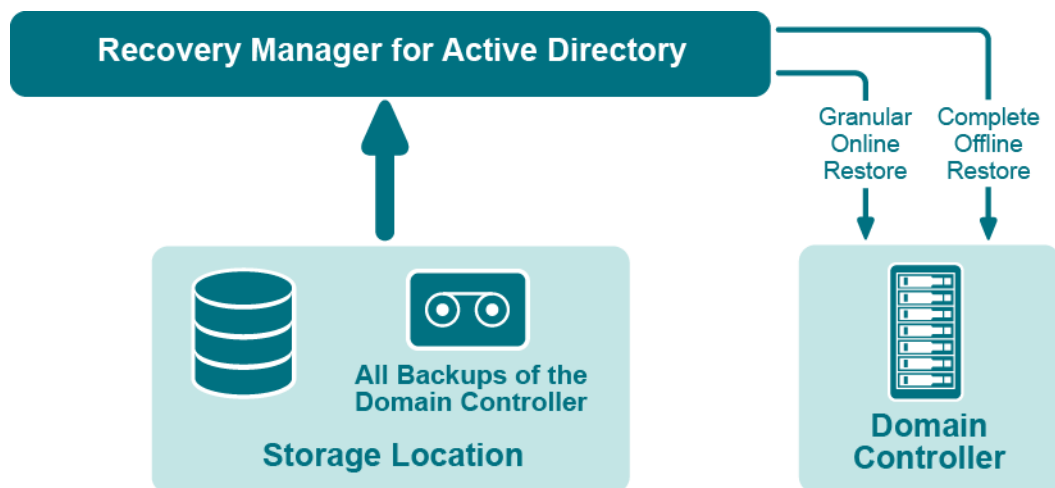 Recovery Manager for Active Directory
Granular
Online
Restore
Complete
Offline
Restore
All Backups of the
Domain Controller
Storage Location
Domain
Controller